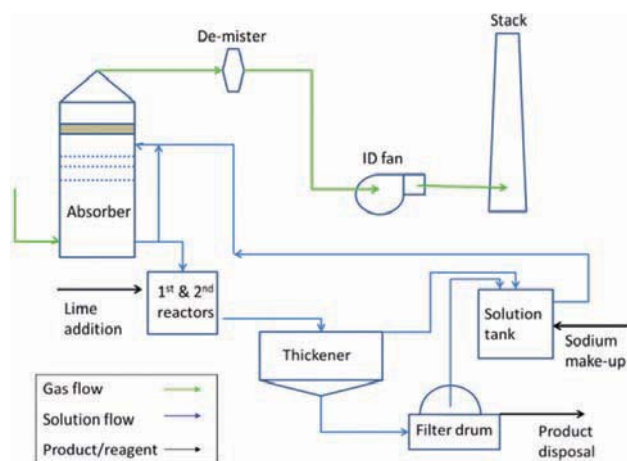 Stack
De-mister
ID fan
Absorber
Lime
addition
1st & 2nd
reactors
Thickener
Solution
tank
Sodium
make-up
Filter drum
Product
disposal
Gas flow
Solution flow
Product/reagent